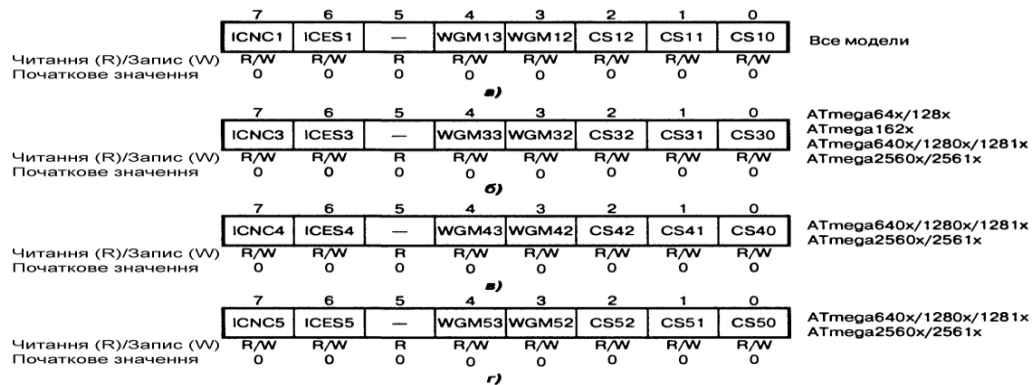 7 6 5 4 3 2 1 0
ICNC1 ICES1 — WGM13 WGM12 CS12 CS11 CS10 Все модели
Читання (R)/Запис (W) R/W R/W R R/W R/W R/W R/W R/W
Початкове значення 0 0 0 0 0 0 0 0
а)
7 6 5 4 3 2 1 0
ATmega64x/128x
ATmega162x
ICNC3 ICES3 — WGM33 WGM32 CS32 CS31 CS30 ATmega640x/1280x/1281x
Читання (R)/Запис (W) R/W R/W R R/W R/W R/W R/W R/W ATmega2560x/2561x
Початкове значення 0 0 0 0 0 0 0 0
б)
7 6 5 4 3 2 1 0
ICNC4 ICES4 — WGM43 WGM42 CS42 CS41 CS40 ATmega640x/1280x/1281x
ATmega2560x/2561x
Читання (R)/Запис (W) R/W R/W R R/W R/W R/W R/W R/W
Початкове значення 0 0 0 0 0 0 0 0
в)
7 6 5 4 3 2 1 0
ICNC5 ICES5 — WGM53 WGM52 CS52 CS51 CS50 ATmega640x/1280x/1281x
ATmega2560x/2561x
Читання (R)/Запис (W) R/W R/W R R/W R/W R/W R/W R/W
Початкове значення 0 0 0 0 0 0 0 0
г)